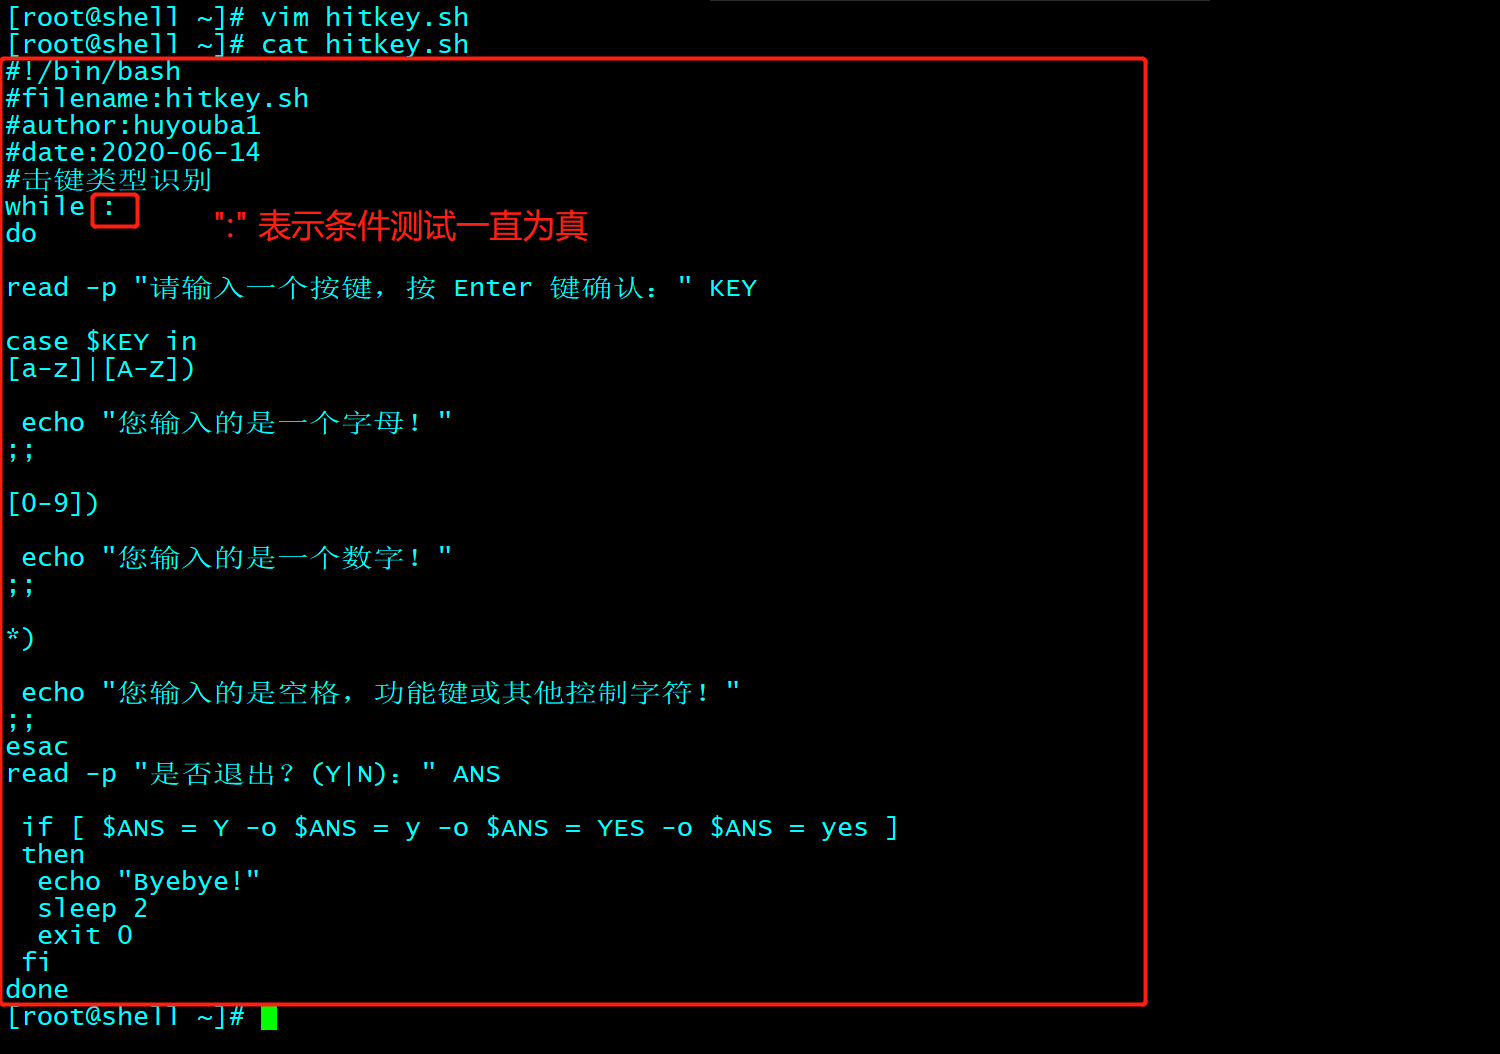 [root@shell ~]# vim hitkey.sh
[root@shell ~]# cat hitkey.sh
#!/bin/bash
#filename:hitkey.sh
#author:huyouba1
#date:2020-06-14
#击键类型识别
while :
":" 表示条件测试一直为真
do
read -p "请输入一个按键，按 Enter 键确认：" KEY
case $KEY in
[a-z]|[A-Z])
 echo "您输入的是一个字母！"
;;
[0-9])
 echo "您输入的是一个数字！"
;;
*)
 echo "您输入的是空格，功能键或其他控制字符！"
;;
esac
read -p "是否退出？(Y|N)：" ANS
 if [ $ANS = Y -o $ANS = y -o $ANS = YES -o $ANS = yes ]
 then
  echo "Byebye!"
  sleep 2
  exit 0
 fi
done
[root@shell ~]#